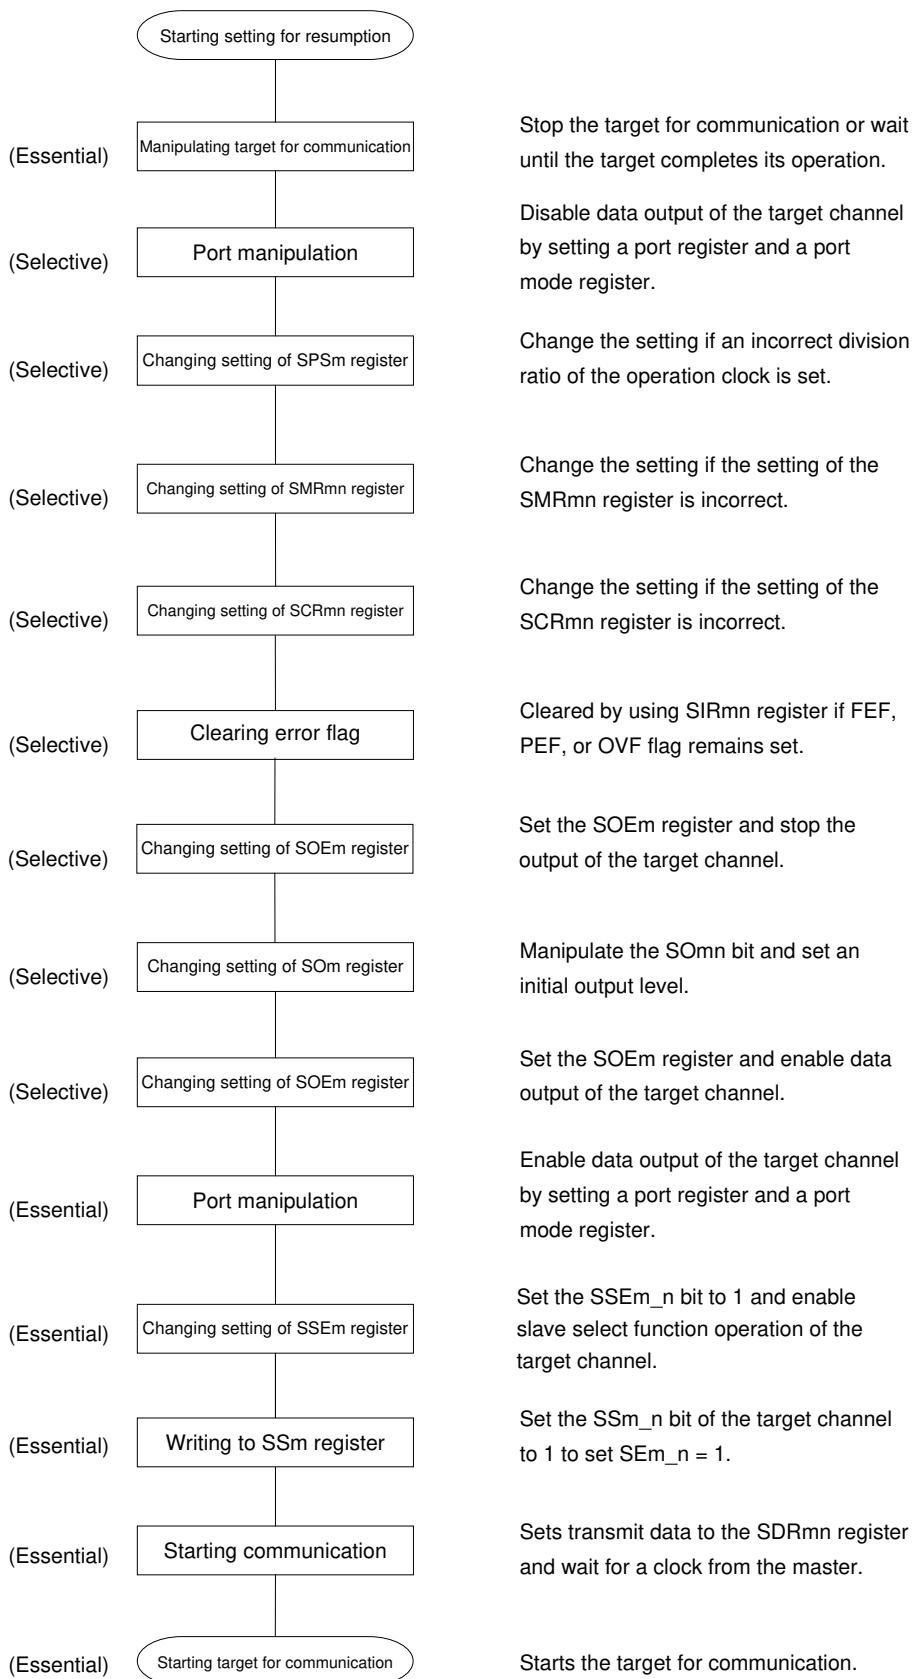 Starting setting for resumption
(Essential)
Manipulating target for communication
Stop the target for communication or wait
until the target completes its operation.
(Selective)
Port manipulation
Disable data output of the target channel
by setting a port register and a port
mode register.
(Selective)
Changing setting of SPSm register
Change the setting if an incorrect division
ratio of the operation clock is set.
(Selective)
Changing setting of SMRmn register
Change the setting if the setting of the
SMRmn register is incorrect.
(Selective)
Changing setting of SCRmn register
Change the setting if the setting of the
SCRmn register is incorrect.
(Selective)
Clearing error flag
Cleared by using SIRmn register if FEF,
PEF, or OVF flag remains set.
(Selective)
Changing setting of SOEm register
Set the SOEm register and stop the
output of the target channel.
(Selective)
Changing setting of SOm register
Manipulate the SOmn bit and set an
initial output level.
(Selective)
Changing setting of SOEm register
Set the SOEm register and enable data
output of the target channel.
(Essential)
Port manipulation
Enable data output of the target channel
by setting a port register and a port
mode register.
(Essential)
Changing setting of SSEm register
Set the SSEm_n bit to 1 and enable
slave select function operation of the
target channel.
(Essential)
Writing to SSm register
Set the SSm_n bit of the target channel
to 1 to set SEm_n = 1.
(Essential)
Starting communication
Sets transmit data to the SDRmn register
and wait for a clock from the master.
(Essential)
Starting target for communication
Starts the target for communication.